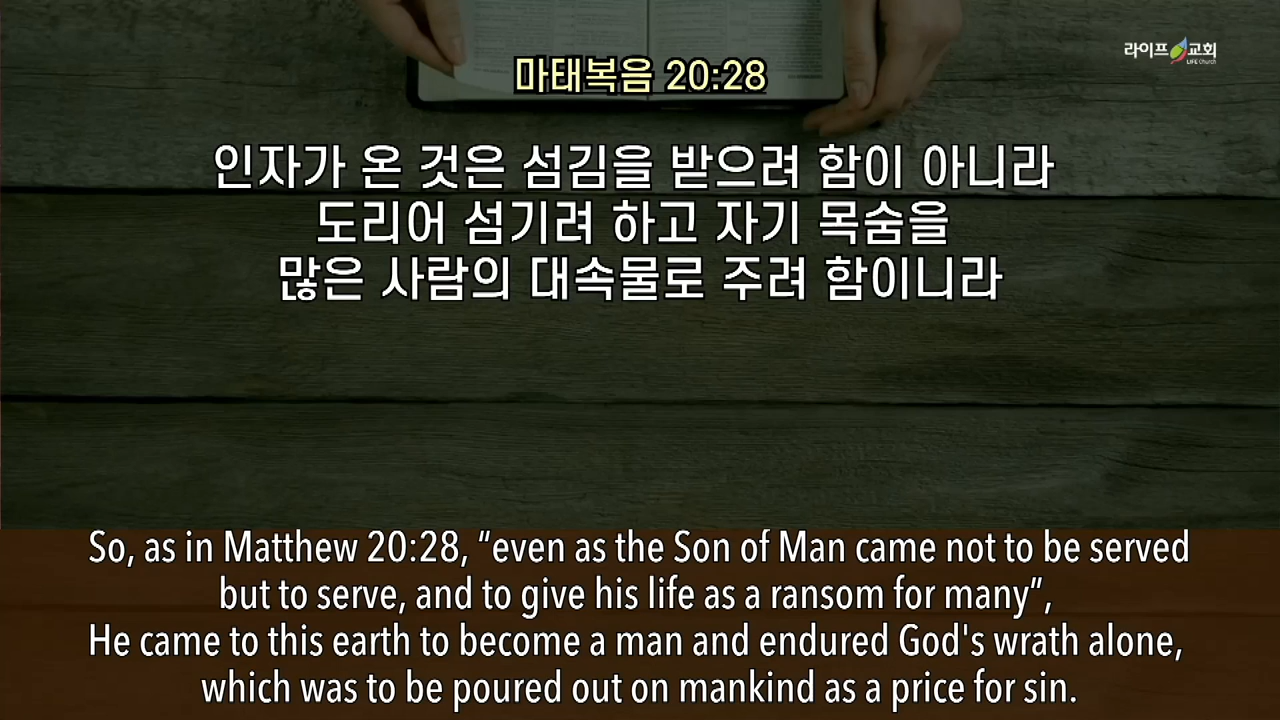 라이프교회
LIFE Church
마태복음 20:28
인자가 온 것은 섬김을 받으려 함이 아니라
도리어 섬기려 하고 자기 목숨을
많은 사람의 대속물로 주려 함이니라
So, as in Matthew 20:28, “even as the Son of Man came not to be served
but to serve, and to give his life as a ransom for many”,
He came to this earth to become a man and endured God's wrath alone,
which was to be poured out on mankind as a price for sin.